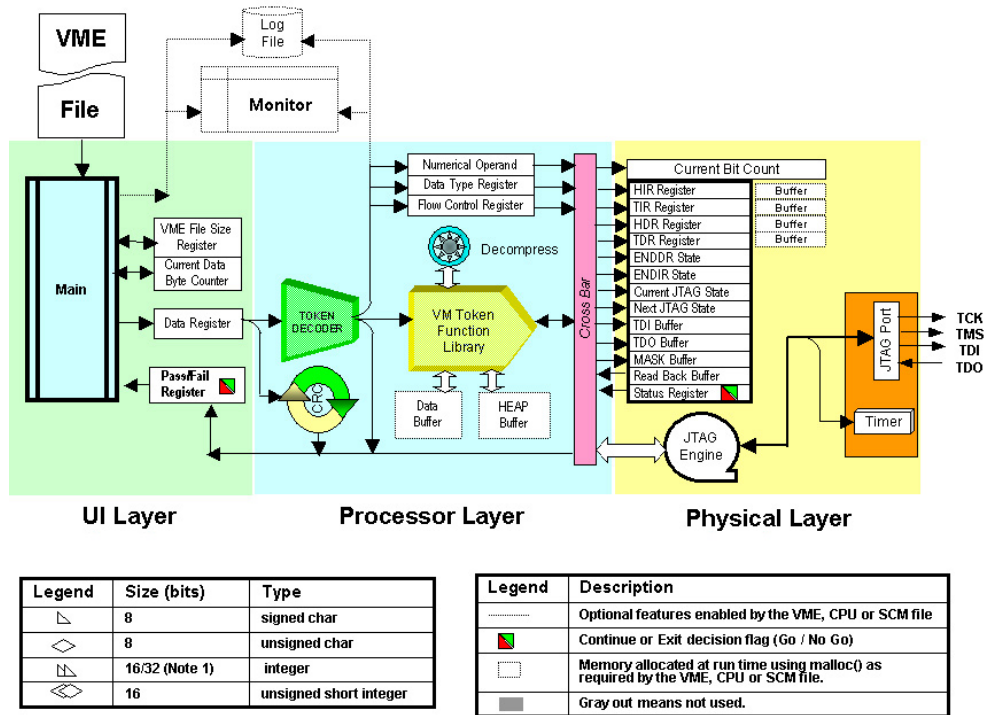 VME
File
Log
File
Monitor
Main
VME File Size
Register
Current Data
Byte Counter
Data Register
Pass/Fail
Register
TOKEN
DECODER
CRC
Numerical Operand
Data Type Register
Flow Control Register
Decompress
VM Token
Function
Library
Data
Buffer
HEAP
Buffer
Cross Bar
Current Bit Count
HIR Register
TIR Register
HDR Register
TDR Register
ENDDR State
ENDIR State
Current JTAG State
Next JTAG State
TDI Buffer
TDO Buffer
MASK Buffer
Read Back Buffer
Status Register
Buffer
Buffer
Buffer
Buffer
JTAG
Engine
JTAG Port
Timer
TCK
TMS
TDI
TDO
UI Layer
Processor Layer
Physical Layer
Legend Size (bits) Type
8 signed char
8 unsigned char
16/32 (Note 1) integer
16 unsigned short integer
Legend Description
Optional features enabled by the VME, CPU or SCM file
Continue or Exit decision flag (Go / No Go)
Memory allocated at run time using malloc() as
required by the VME, CPU or SCM file.
Gray out means not used.